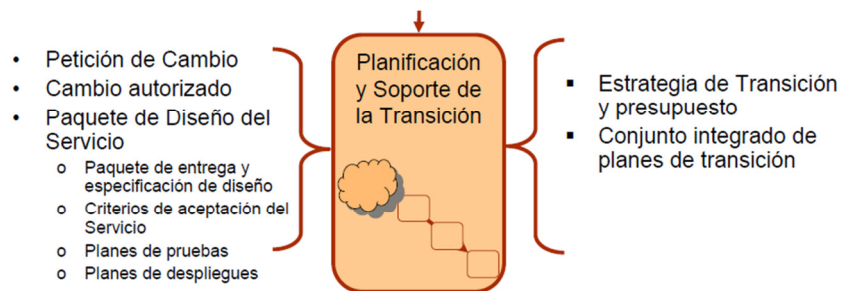 • Petición de Cambio
• Cambio autorizado
• Paquete de Diseño del
Servicio
o Paquete de entrega y
especificación de diseño
o Criterios de aceptación del
Servicio
o Planes de pruebas
o Planes de despliegues
Planificación
y Soporte de
la Transición
▪ Estrategia de Transición
y presupuesto
▪ Conjunto integrado de
planes de transición